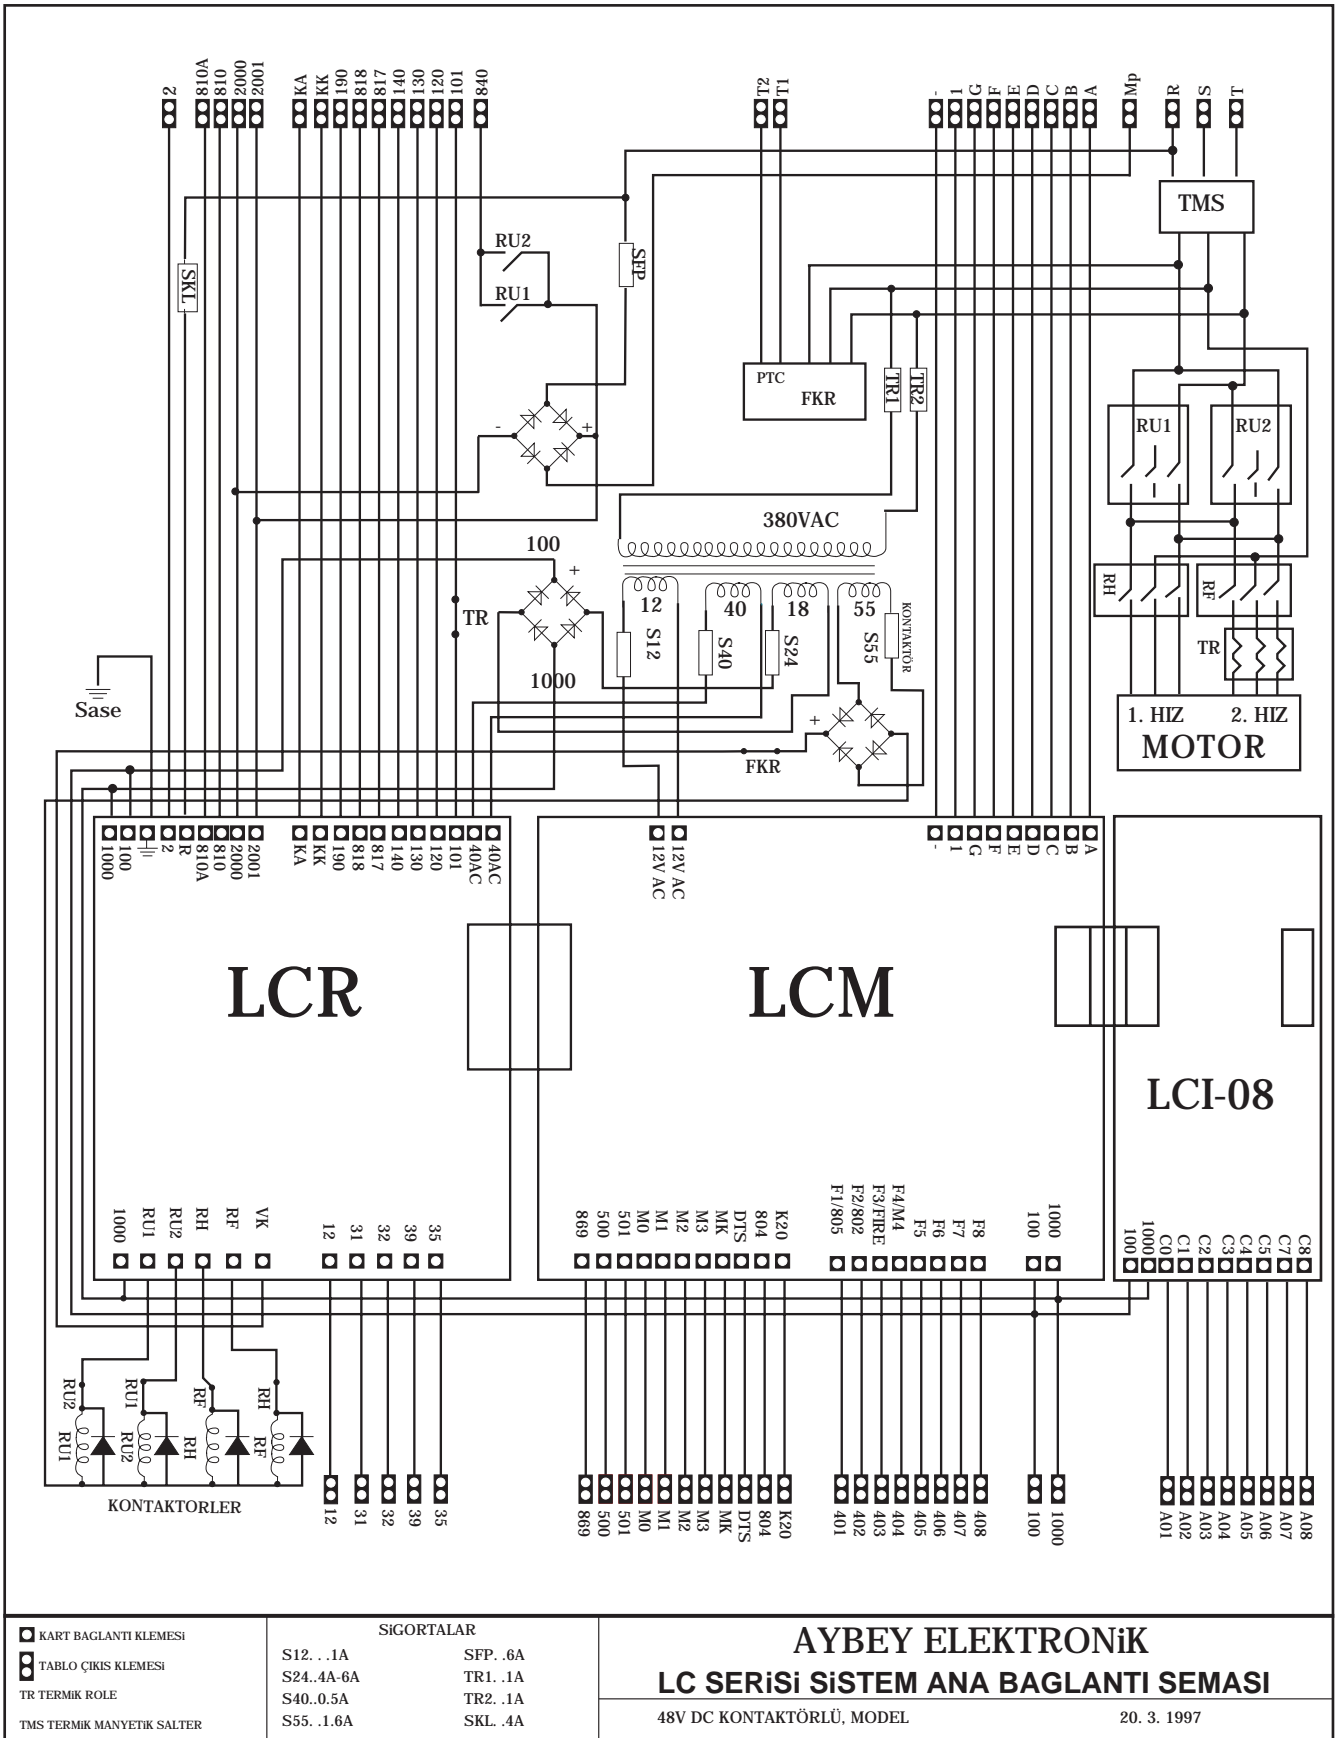 2 810A 810 2000 2001 KA KK 190 818 817 140 130 120 101 840 T2 T1 - 1 G F E D C B A Mp R S T
TMS
RU2
RU1
SKL
SFP
PTC
FKR
TR1
TR2
RU1
RU2
- +
380VAC
100
+
TR
12
40
18
55
KONTAKTÖR
S12
S40
S24
S55
1000
RH
RF
TR
Sase
+
FKR
1. HIZ 2. HIZ
MOTOR
1000 100 2 R 810A 810 2000 2001 KA KK 190 818 817 140 130 120 101 40AC 40AC
12V AC 12V AC - 1 G F E D C B A
LCR
LCM
LCI-08
1000 RU1 RU2 RH RF VK 12 31 32 39 35
869 500 501 M0 M1 M2 M3 MK DTS 804 K20
F1/805 F2/802 F3/FIRE F4/M4 F5 F6 F7 F8 100 1000
100 1000 C0 C1 C2 C3 C4 C5 C7 C8
RU2 RU1 RF RH
RU1 RU2 RH RF
KONTAKTORLER
12 31 32 39 35
869 500 501 M0 M1 M2 M3 MK DTS 804 K20
401 402 403 404 405 406 407 408 100 1000
A01 A02 A03 A04 A05 A06 A07 A08
KART BAGLANTI KLEMESi
TABLO ÇIKIS KLEMESi
TR TERMiK ROLE
TMS TERMiK MANYETiK SALTER
SiGORTALAR
S12. . .1A SFP. .6A
S24..4A-6A TR1. .1A
S40..0.5A TR2. .1A
S55. .1.6A SKL. .4A
AYBEY ELEKTRONiK
LC SERiSi SiSTEM ANA BAGLANTI SEMASI
48V DC KONTAKTÖRLÜ, MODEL 20. 3. 1997